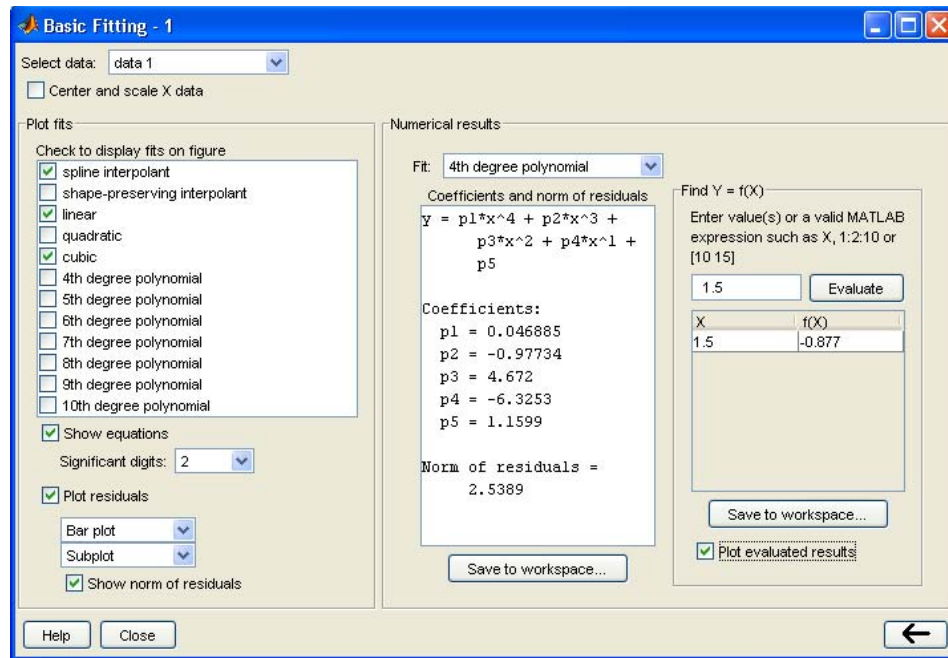 Basic Fitting - 1
Select data: data 1
Center and scale X data
Plot fits
Check to display fits on figure
spline interpolant
shape-preserving interpolant
linear
quadratic
cubic
4th degree polynomial
5th degree polynomial
6th degree polynomial
7th degree polynomial
8th degree polynomial
9th degree polynomial
10th degree polynomial
Show equations
Significant digits: 2
Plot residuals
Bar plot
Subplot
Show norm of residuals
Numerical results
Fit: 4th degree polynomial
Coefficients and norm of residuals
y = p1*x^4 + p2*x^3 +
p3*x^2 + p4*x^1 +
p5
Coefficients:
p1 = 0.046885
p2 = -0.97734
p3 = 4.672
p4 = -6.3253
p5 = 1.1599
Norm of residuals =
2.5389
Save to workspace...
Find Y = f(X)
Enter value(s) or a valid MATLAB
expression such as X, 1:2:10 or
[10 15]
1.5 Evaluate
X f(X)
1.5 -0.877
Save to workspace...
Plot evaluated results
Help Close